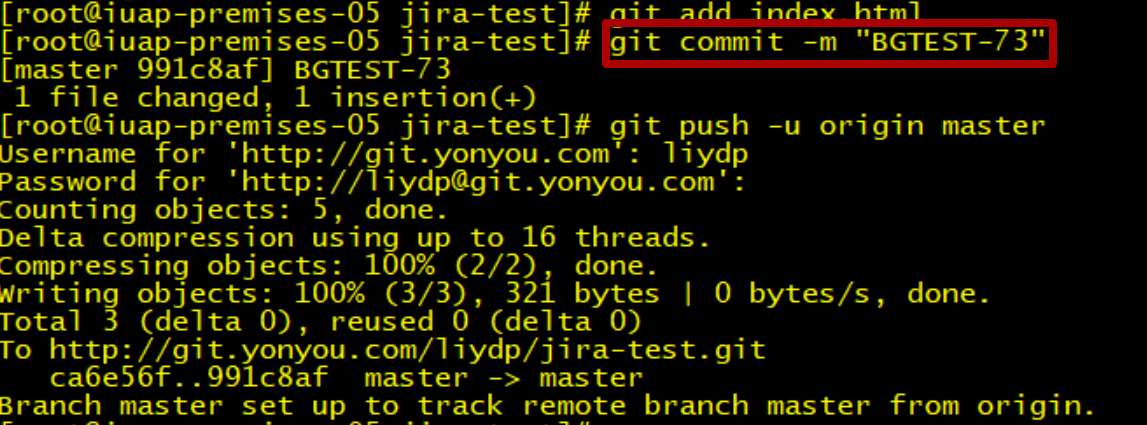 [root@iuap-premises-05 jira-test]# git add index.html
[root@iuap-premises-05 jira-test]# git commit -m "BGTEST-73"
[master 991c8af] BGTEST-73
 1 file changed, 1 insertion(+)
[root@iuap-premises-05 jira-test]# git push -u origin master
Username for 'http://git.yonyou.com': liydp
Password for 'http://liydp@git.yonyou.com':
Counting objects: 5, done.
Delta compression using up to 16 threads.
Compressing objects: 100% (2/2), done.
Writing objects: 100% (3/3), 321 bytes | 0 bytes/s, done.
Total 3 (delta 0), reused 0 (delta 0)
To http://git.yonyou.com/liydp/jira-test.git
   ca6e56f..991c8af  master -> master
Branch master set up to track remote branch master from origin.